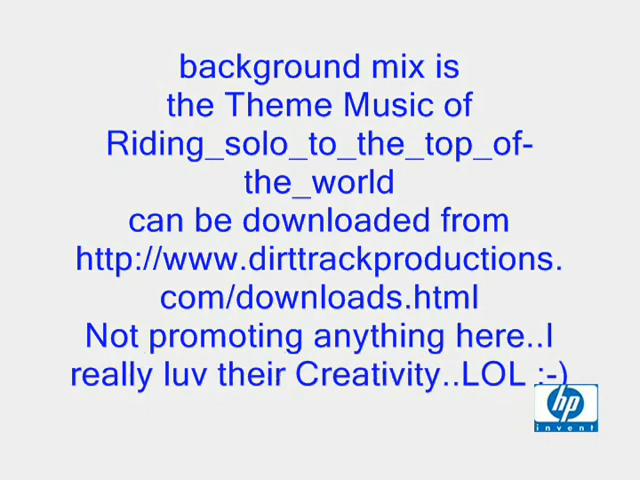 background mix is
the Theme Music of
Riding_solo_to_the_top_of-
the_world
can be downloaded from
http://www.dirttrackproductions.
com/downloads.html
Not promoting anything here..I
really luv their Creativity..LOL :-)
hp
invent